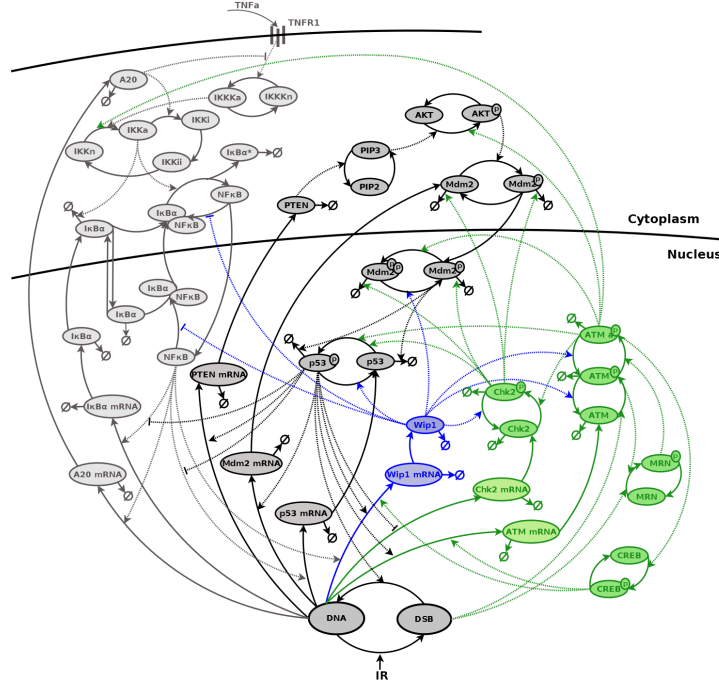 TNFa
TNFR1
A20
Ø
IKKKa
IKKKn
IKKi
IKKa
IKKn
IKKii
IκBα*
Ø
AKT
AKT
P
PIP3
PIP2
PTEN
Ø
Mdm2
Mdm2
P
Ø
Ø
NFκB
IκBα
NFκB
Ø
IκBα
Cytoplasm
Nucleus
Mdm2
P
P
Mdm2
P
Ø
Ø
IκBα
NFκB
IκBα
Ø
IκBα
Ø
Ø
ATM a
P
NFκB
p53
P
p53
Ø
Ø
PTEN mRNA
Ø
Ø
ATM
P
Chk2
P
Ø
IκBα mRNA
Ø
ATM
Ø
Wip1
Ø
Chk2
Ø
Mdm2 mRNA
Ø
A20 mRNA
Ø
Wip1 mRNA
Ø
MRN
P
MRN
Chk2 mRNA
Ø
p53 mRNA
Ø
ATM mRNA
Ø
CREB
CREB
P
DNA
DSB
IR